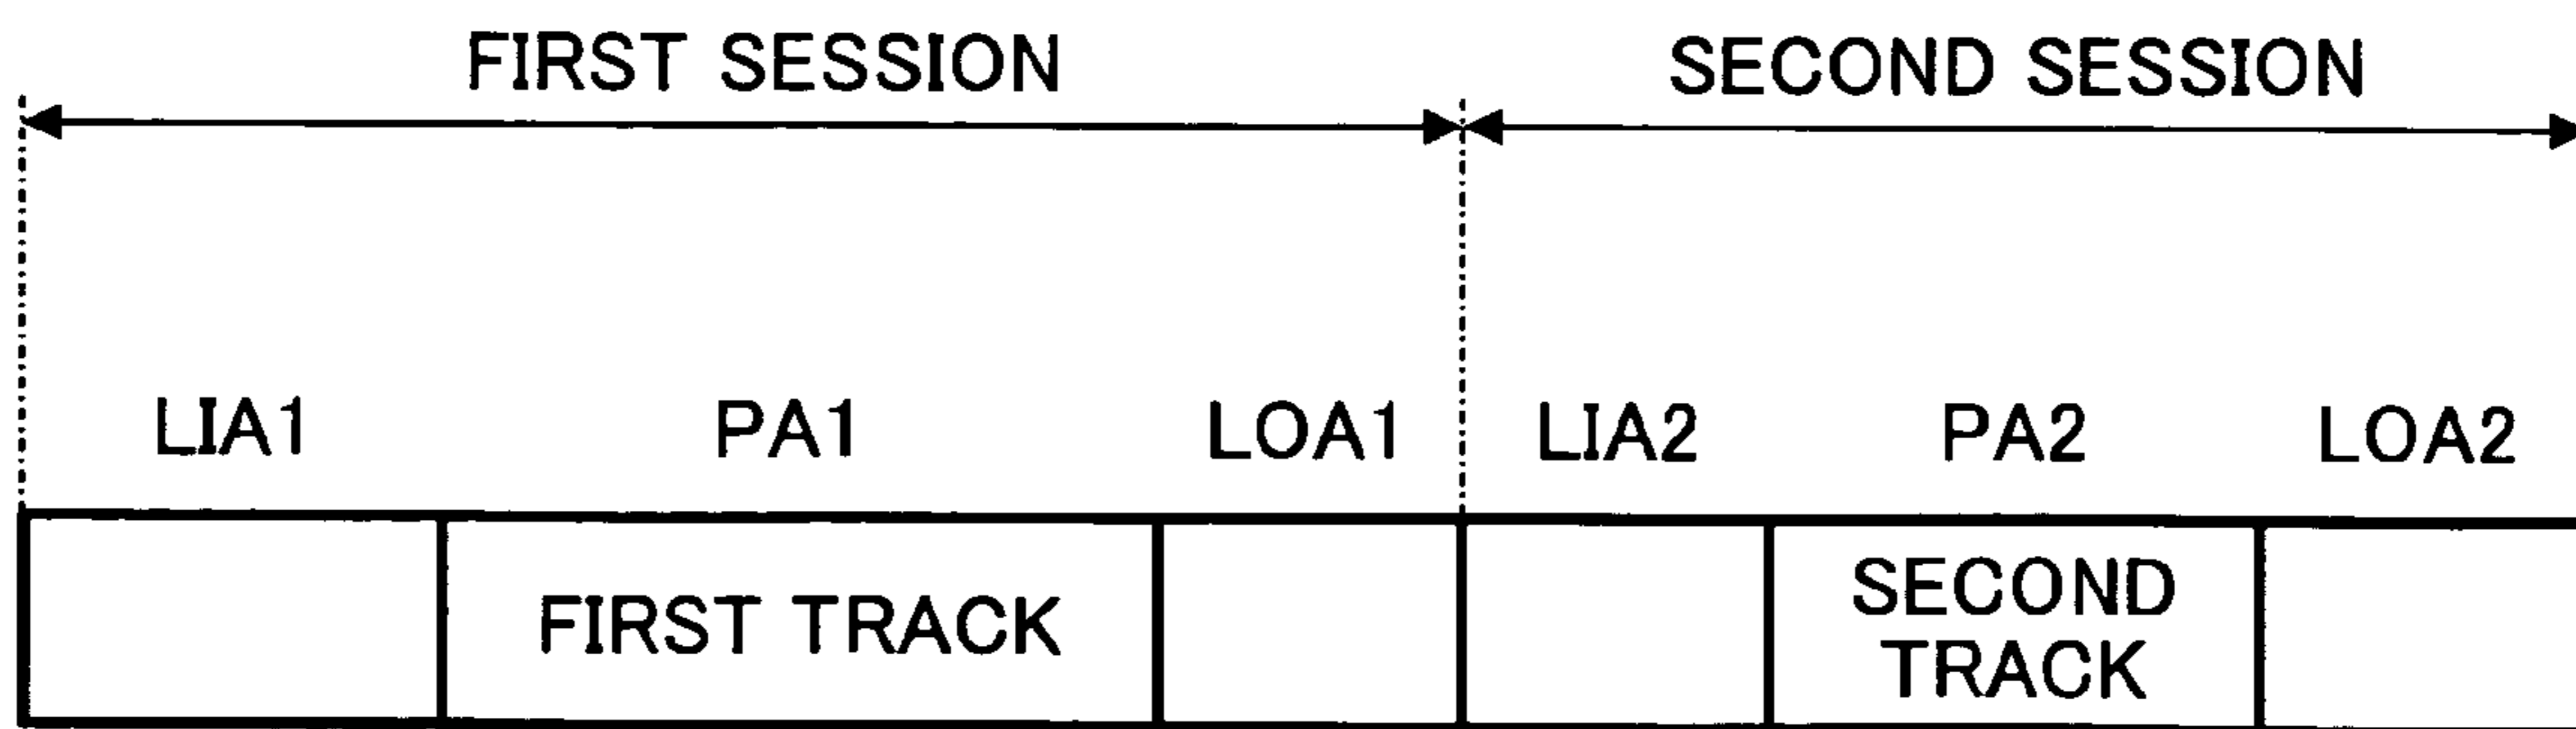 FIRST SESSION SECOND SESSION
LIA1 PA1 LOA1 LIA2 PA2 LOA2
FIRST TRACK
SECOND
TRACK